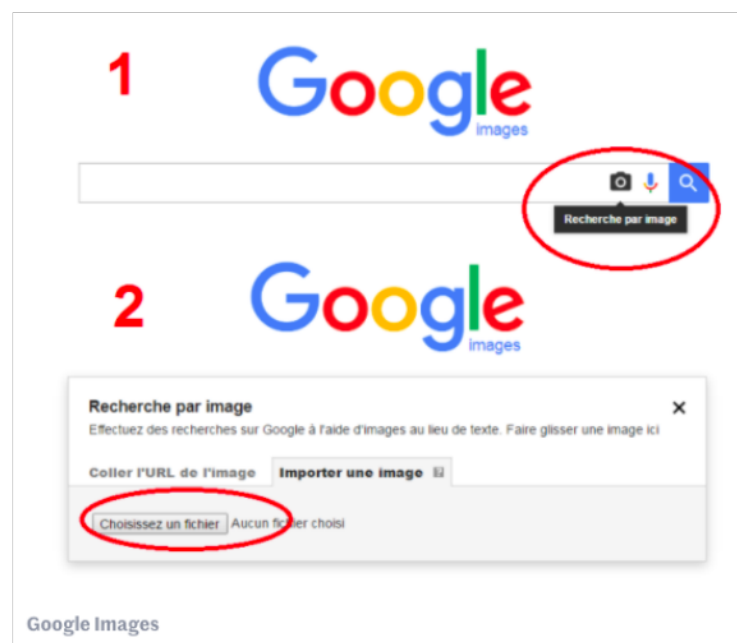 1
Google
images
Recherche par image
2
Google
images
Recherche par image
Effectuez des recherches sur Google à l'aide d'images au lieu de texte. Faire glisser une image ici
Coller l'URL de l'image Importer une image ?
Choisissez un fichier Aucun fichier choisi
Google Images